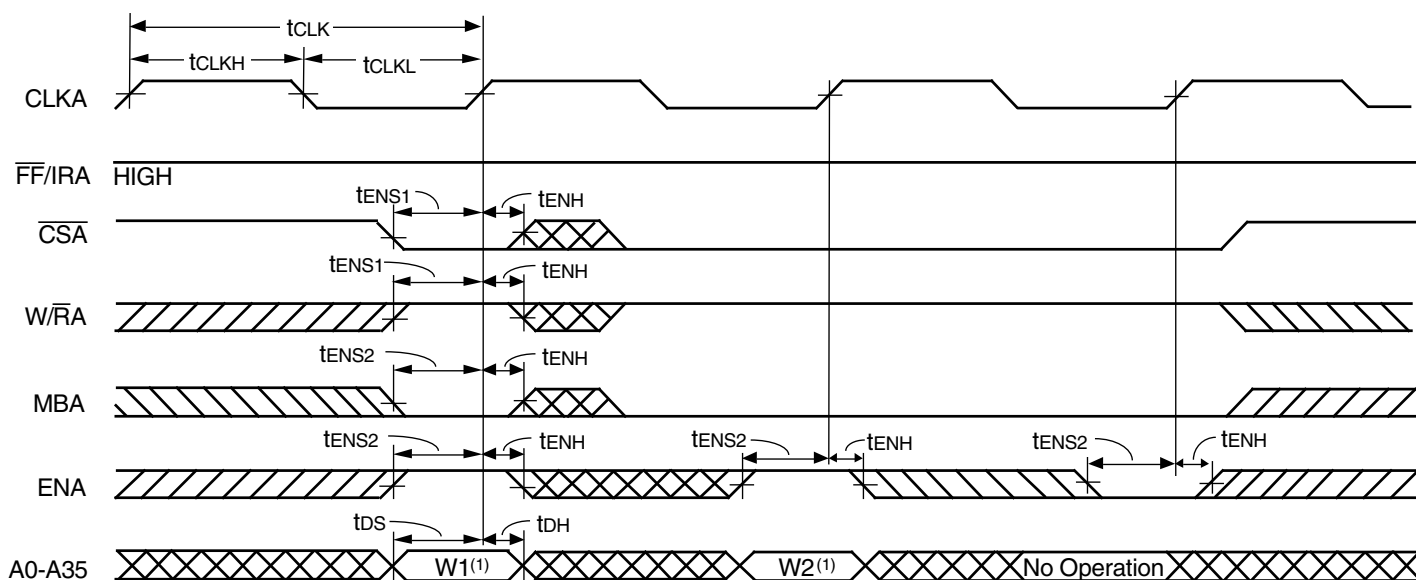 tCLK
tCLKH
tCLKL
CLKA
FF/IRA HIGH
tENS1
tENH
CSA
tENS1
tENH
W/RA
tENS2
tENH
MBA
tENS2
tENH
tENS2
tENH
tENS2
tENH
ENA
tDS
tDH
A0-A35
W1(1)
W2(1)
No Operation